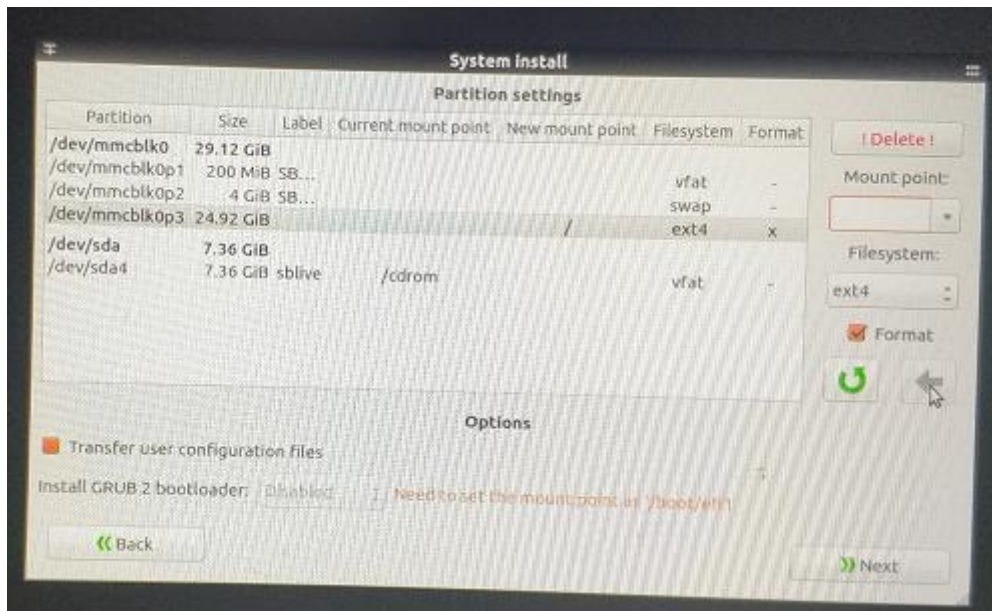 System install
Partition settings
Partition Size Label Current mount point New mount point Filesystem Format
/dev/mmcblk0 29.12 GiB
/dev/mmcblk0p1 200 MiB SB... vfat -
/dev/mmcblk0p2 4 GiB SB... swap -
/dev/mmcblk0p3 24.92 GiB / ext4 x
/dev/sda 7.36 GiB
/dev/sda4 7.36 GiB sblive /cdrom vfat -
! Delete !
Mount point:
Filesystem:
ext4
Format
Options
Transfer user configuration files
Install GRUB 2 bootloader: Disabled Need to set the mount point at '/boot/efi'!
Back
Next